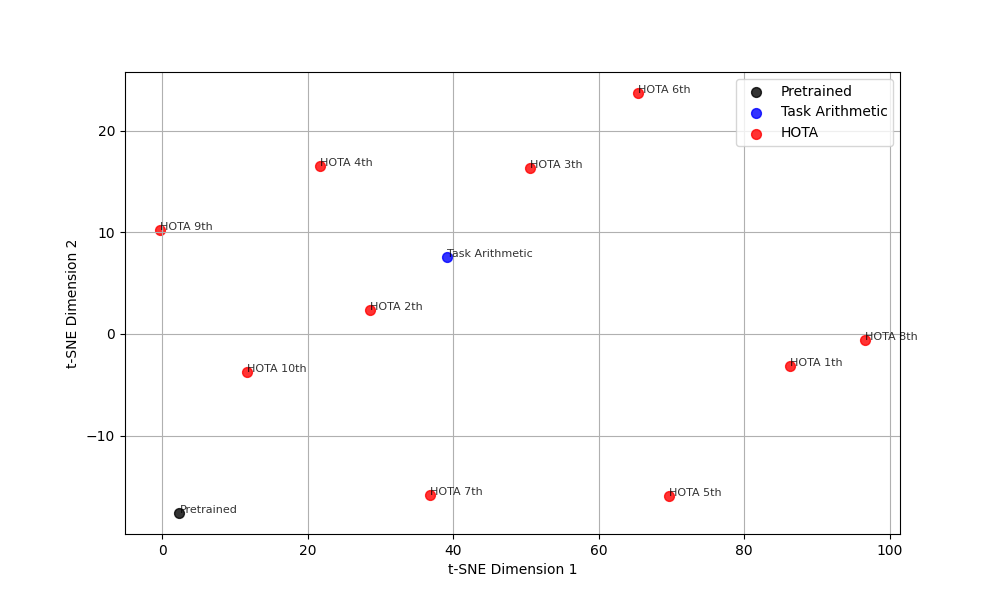 HOTA 6th
Pretrained
Task Arithmetic
HOTA
HOTA 4th
HOTA 3th
HOTA 9th
Task Arithmetic
HOTA 2th
HOTA 8th
HOTA 1th
HOTA 10th
HOTA 7th
HOTA 5th
Pretrained
20
10
0
−10
t-SNE Dimension 2
0
20
40
60
80
100
t-SNE Dimension 1